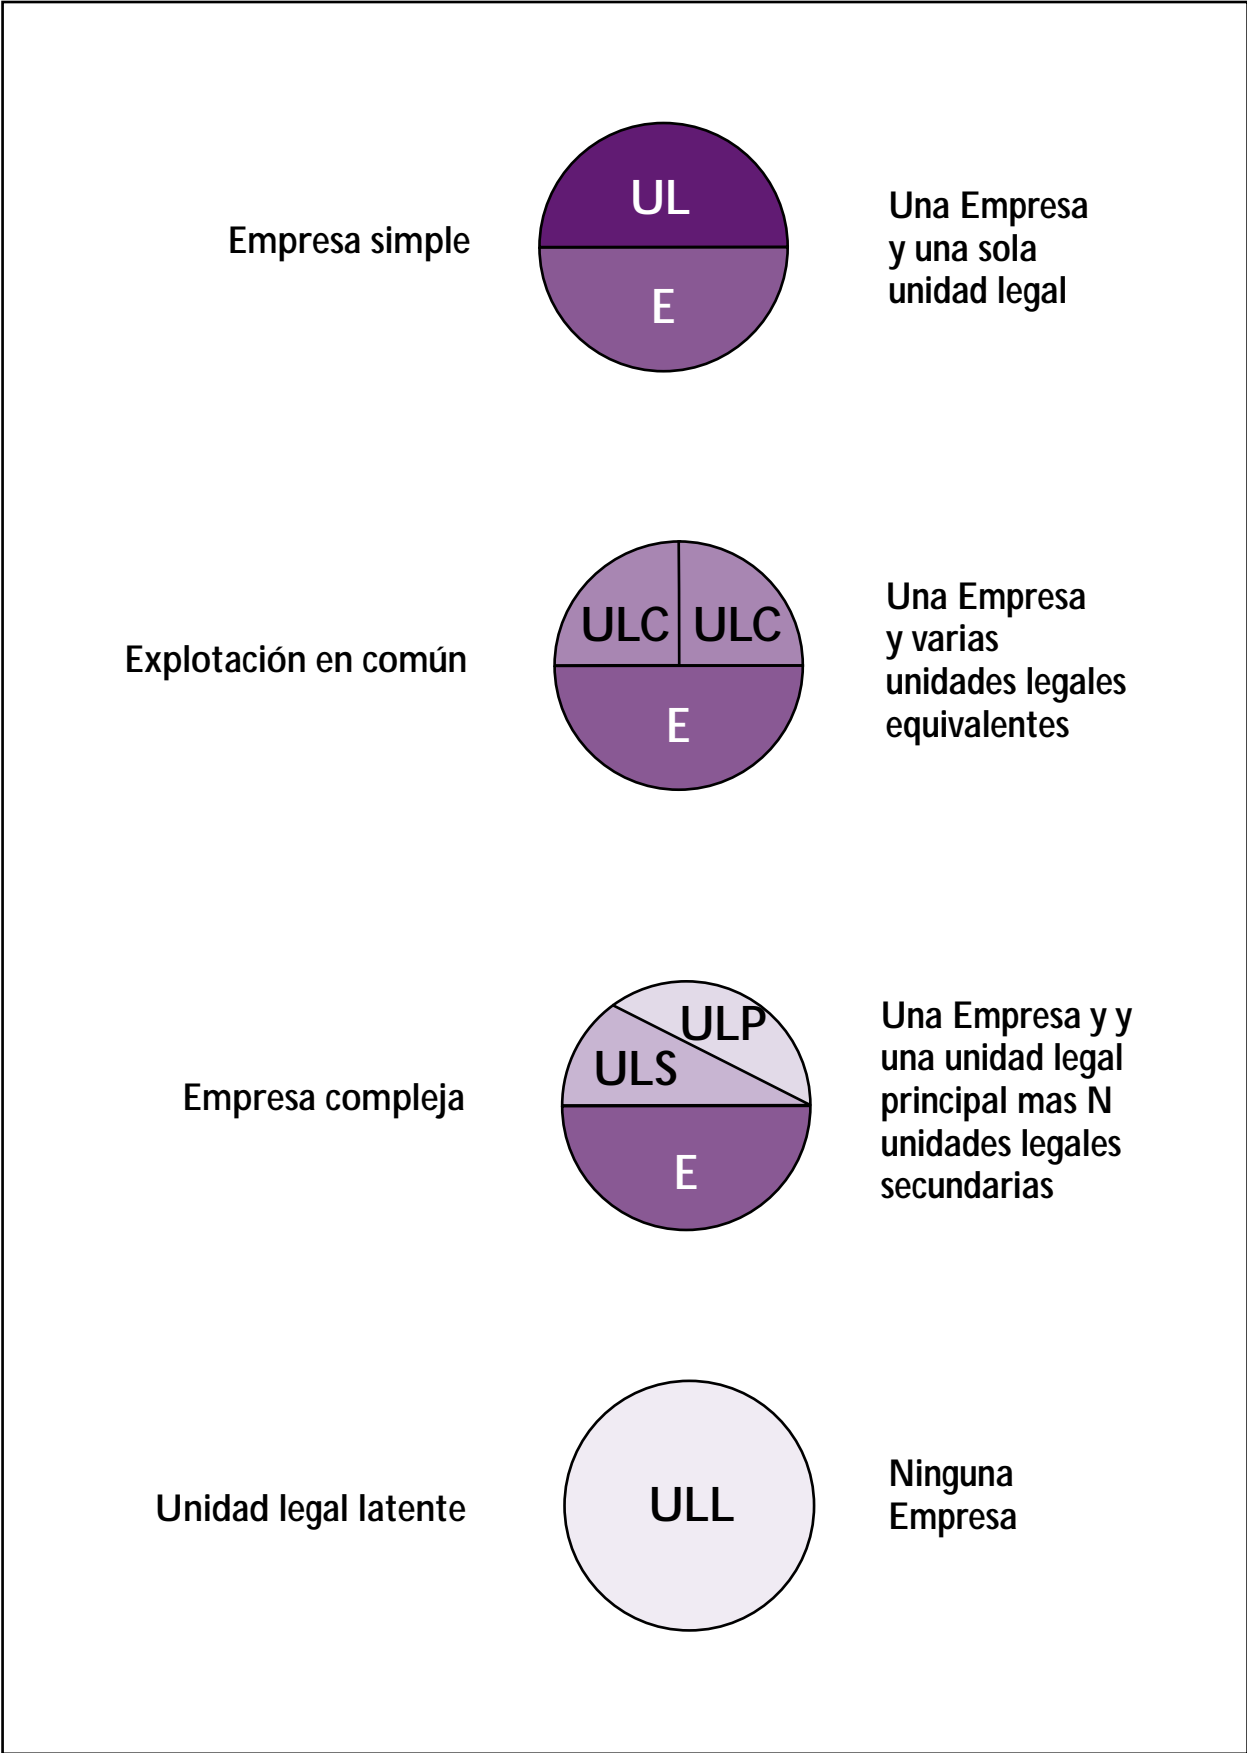 Empresa simple
UL
E
Una Empresa
y una sola
unidad legal
Explotación en común
ULC ULC
E
Una Empresa
y varias
unidades legales
equivalentes
Empresa compleja
ULP
ULS
E
Una Empresa y y
una unidad legal
principal mas N
unidades legales
secundarias
Unidad legal latente
ULL
Ninguna
Empresa